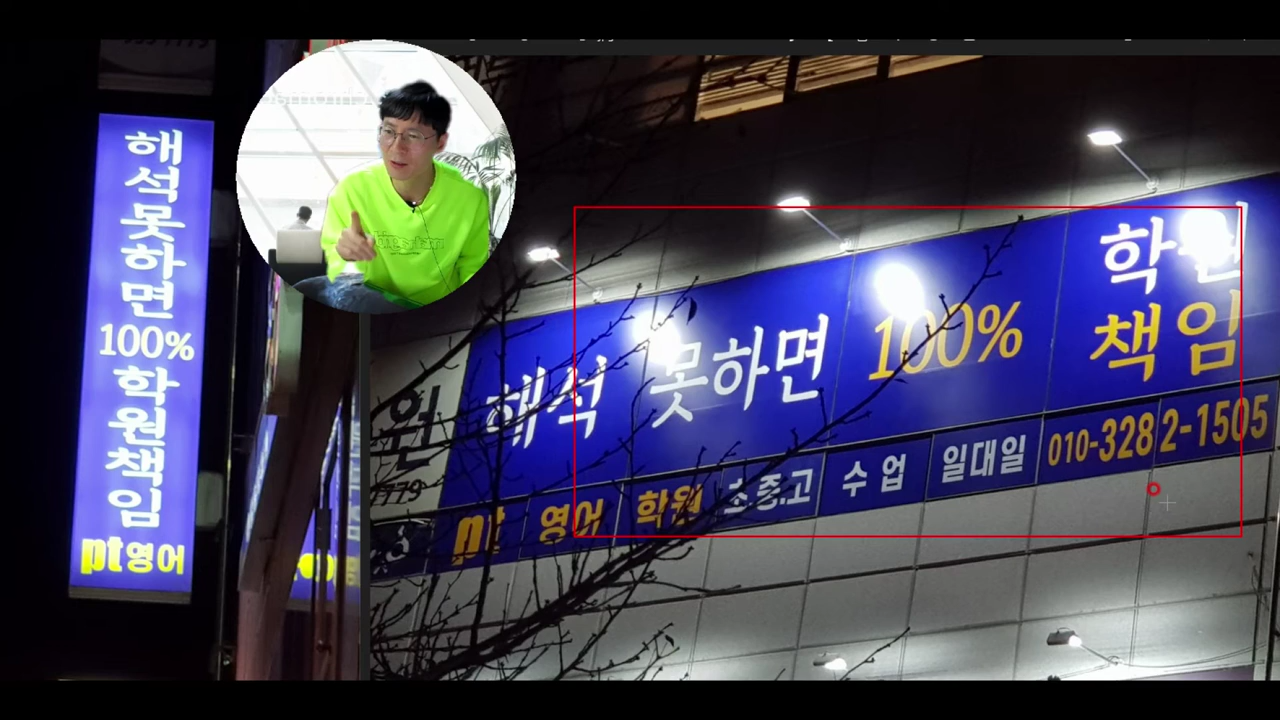 해석못하면
100%
학원책임
pt영어
원
해석 못하면 100% 학원
책임
pt 영어 학원 초중고 수업 일대일 010-3282-1505